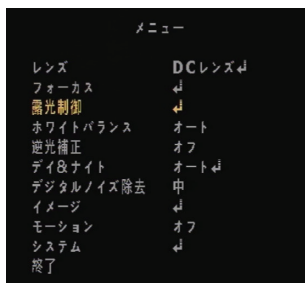 メニュー
レンズ DCレンズ↲
フォーカス ↲
露光制御 ↲
ホワイトバランス オート
逆光補正 オフ
デイ&ナイト オート↲
デジタルノイズ除去 中
イメージ ↲
モーション オフ
システム ↲
終了